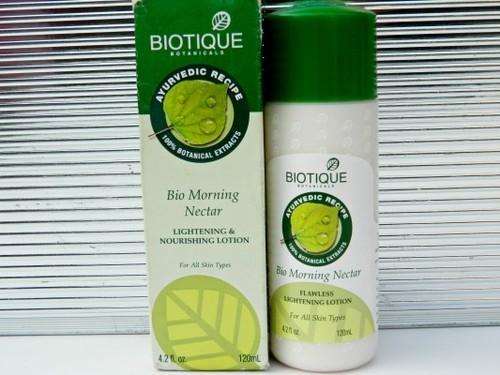 BIOTIQUE
BOTANICALS
AYURVEDIC RECIPE
100% BOTANICAL EXTRACTS
Bio Morning
Nectar
LIGHTENING &
NOURISHING LOTION
For All Skin Types
4.2 fl. oz. 120mL
BIOTIQUE
BOTANICALS
AYURVEDIC RECIPE
100% BOTANICAL EXTRACTS
Bio Morning Nectar
FLAWLESS
LIGHTENING LOTION
For All Skin Types
4.2 fl. oz. 120mL